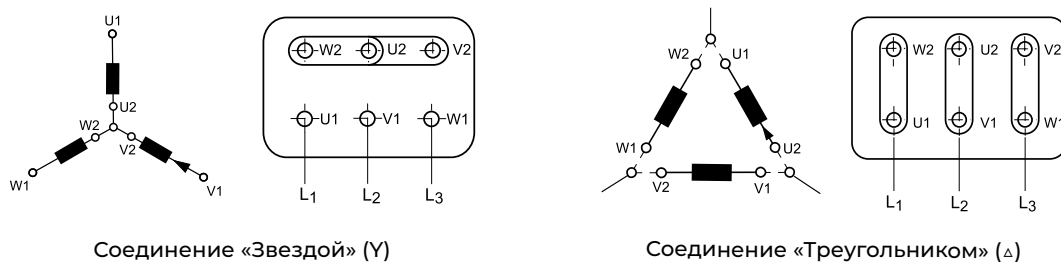 U1
U2
W2
V2
W1
V1
W2 U2 V2
U1 V1 W1
L1 L2 L3
Соединение «Звездой» (Y)
W2 U1
W1 U2
V2 V1
W2 U2 V2
U1 V1 W1
L1 L2 L3
Соединение «Треугольником» (△)